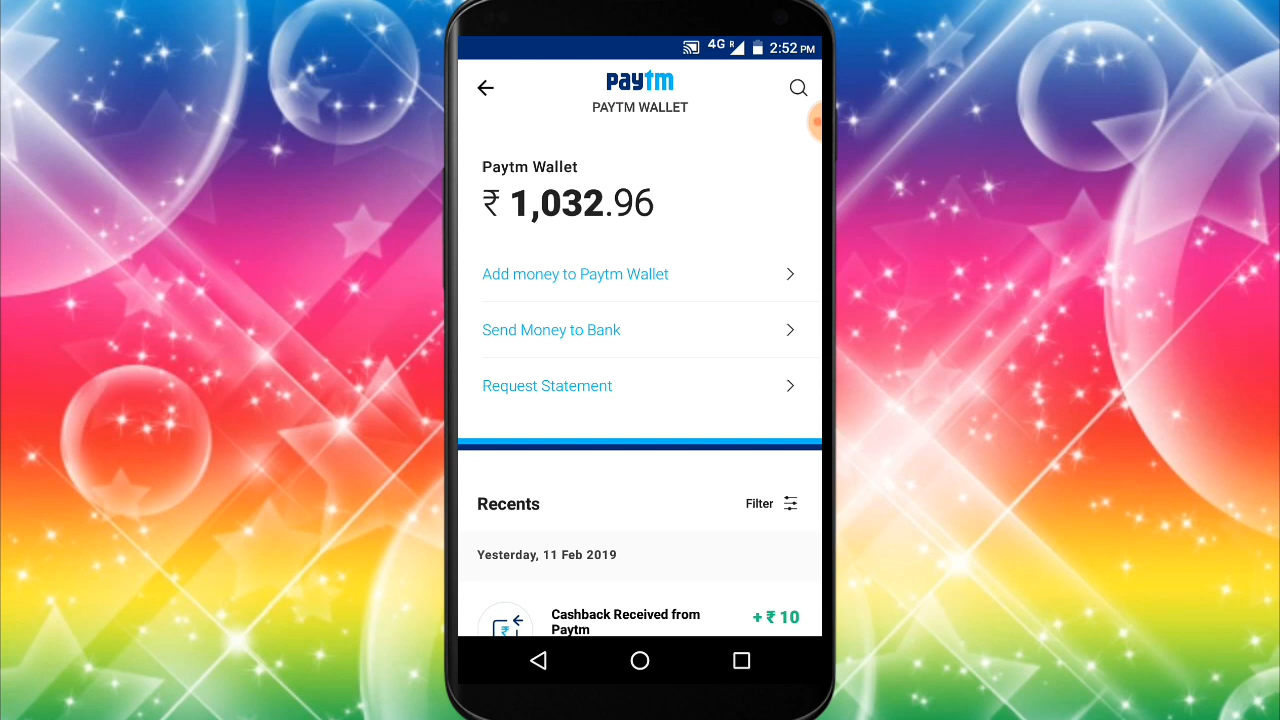 4G R 2:52 PM
paytm
PAYTM WALLET
Paytm Wallet
₹ 1,032.96
Add money to Paytm Wallet
Send Money to Bank
Request Statement
Recents Filter
Yesterday, 11 Feb 2019
Cashback Received from + ₹ 10
Paytm
₹